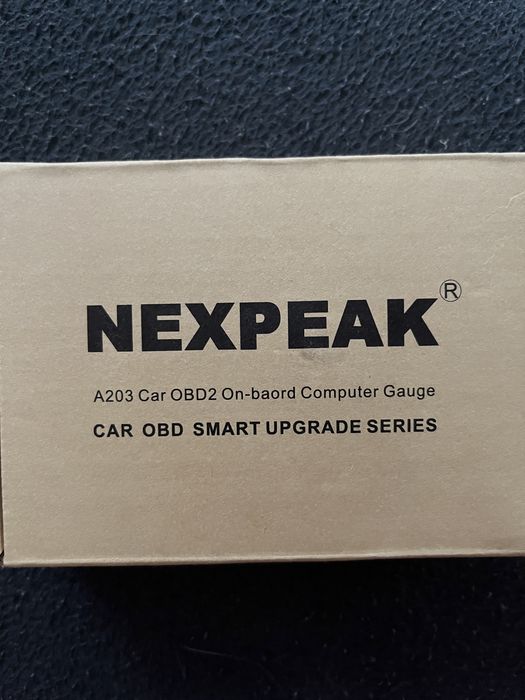 NEXPEAK®
A203 Car OBD2 On-baord Computer Gauge
CAR OBD SMART UPGRADE SERIES